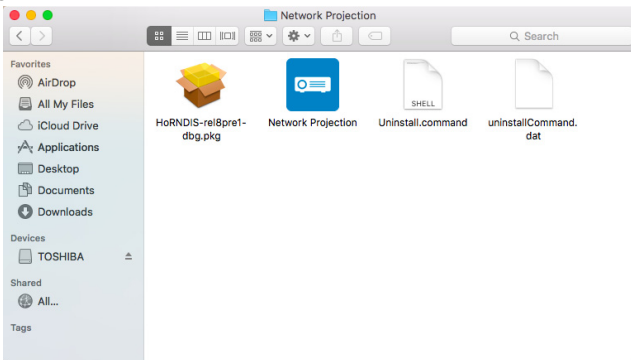 Network Projection
Search
Favorites
AirDrop
All My Files
iCloud Drive
Applications
Desktop
Documents
Downloads
Devices
TOSHIBA
Shared
All...
Tags
HoRNDIS-rel8pre1-
dbg.pkg
Network Projection
SHELL
Uninstall.command
uninstallCommand.
dat